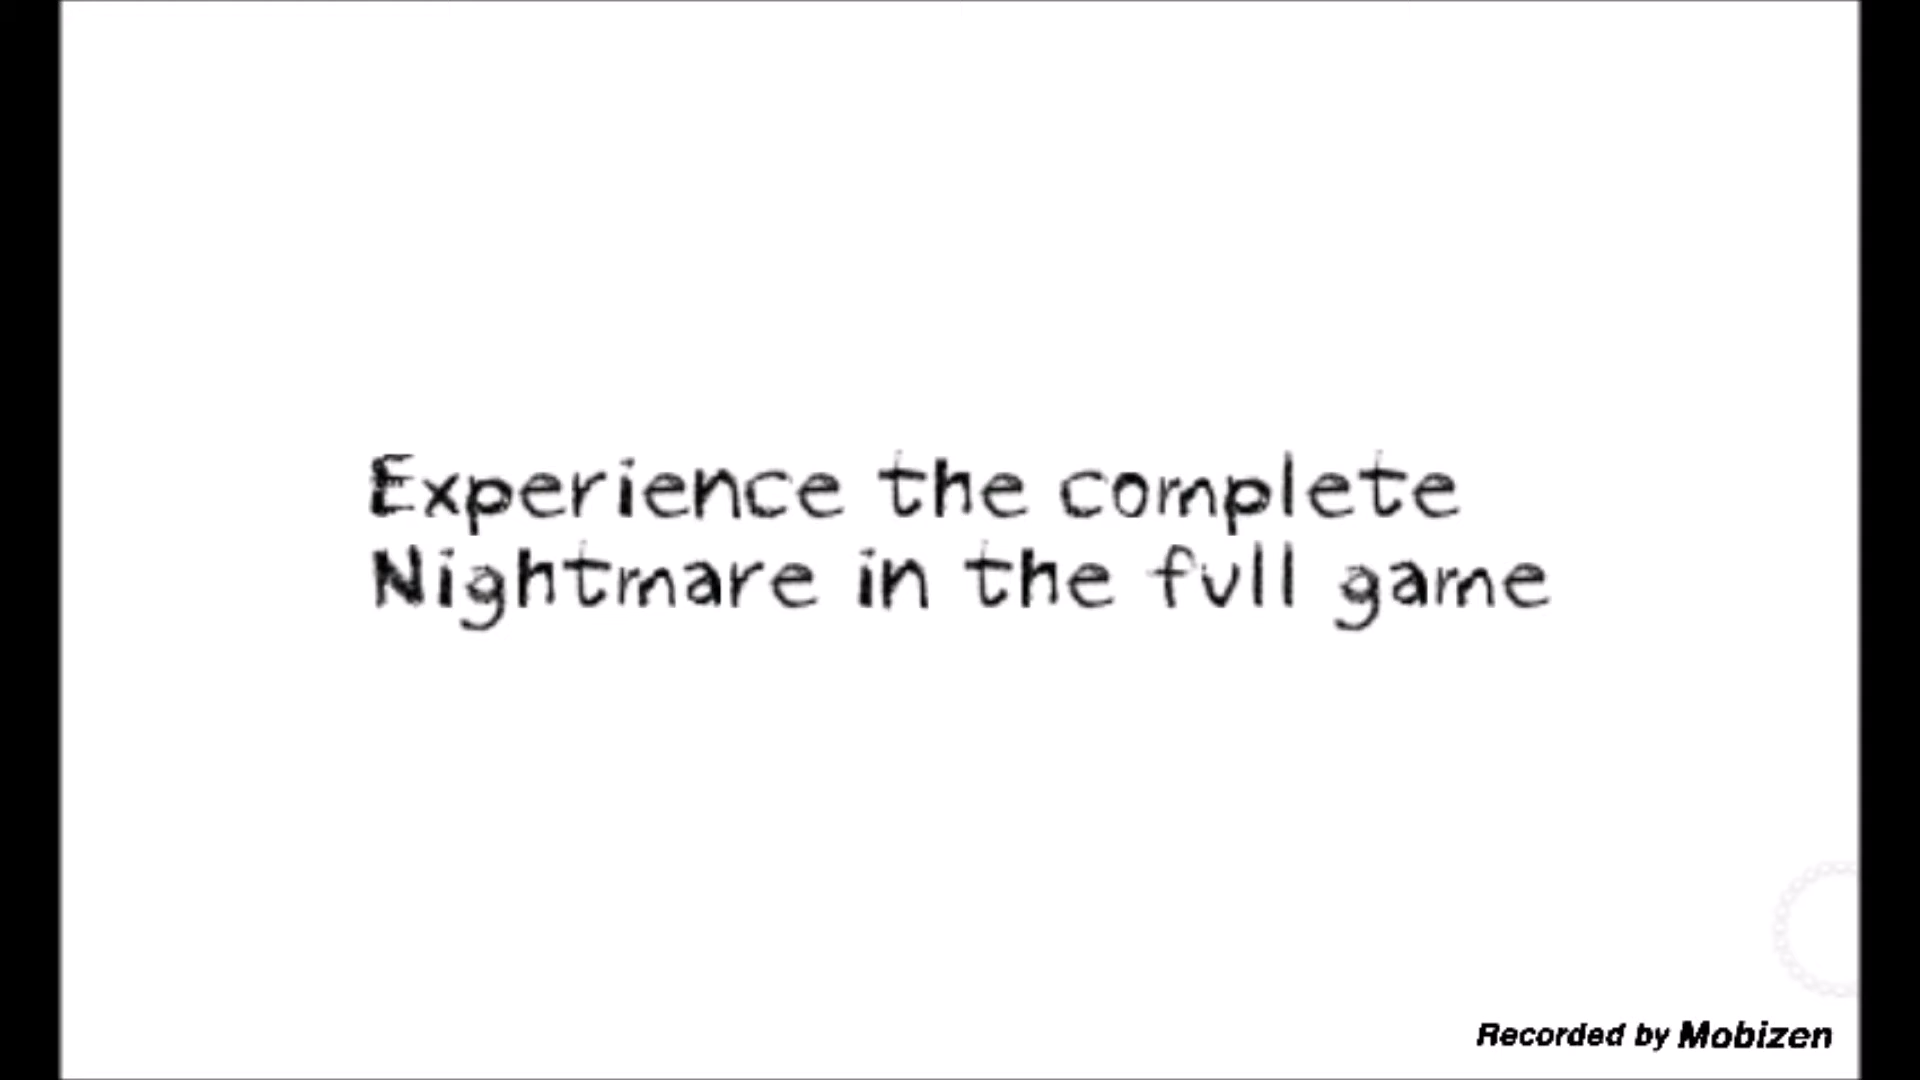 Experience the complete
Nightmare in the full game
Recorded by Mobizen